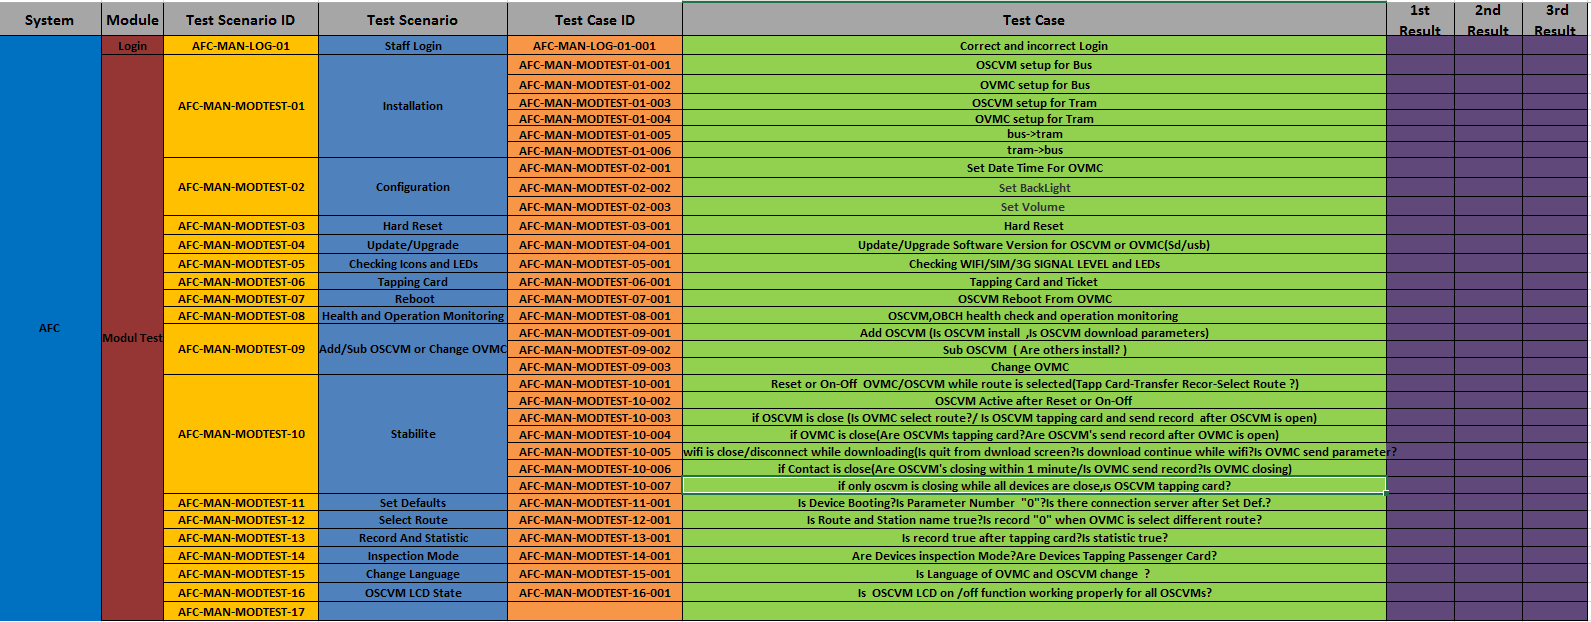 System Module Test Scenario ID Test Scenario Test Case ID Test Case 1st Result 2nd Result 3rd Result
AFC
Login AFC-MAN-LOG-01 Staff Login AFC-MAN-LOG-01-001 Correct and incorrect Login
Modul Test
AFC-MAN-MODTEST-01 Installation
AFC-MAN-MODTEST-01-001 OSCVM setup for Bus
AFC-MAN-MODTEST-01-002 OVMC setup for Bus
AFC-MAN-MODTEST-01-003 OSCVM setup for Tram
AFC-MAN-MODTEST-01-004 OVMC setup for Tram
AFC-MAN-MODTEST-01-005 bus->tram
AFC-MAN-MODTEST-01-006 tram->bus
AFC-MAN-MODTEST-02 Configuration
AFC-MAN-MODTEST-02-001 Set Date Time For OVMC
AFC-MAN-MODTEST-02-002 Set BackLight
AFC-MAN-MODTEST-02-003 Set Volume
AFC-MAN-MODTEST-03 Hard Reset AFC-MAN-MODTEST-03-001 Hard Reset
AFC-MAN-MODTEST-04 Update/Upgrade AFC-MAN-MODTEST-04-001 Update/Upgrade Software Version for OSCVM or OVMC(Sd/usb)
AFC-MAN-MODTEST-05 Checking Icons and LEDs AFC-MAN-MODTEST-05-001 Checking WIFI/SIM/3G SIGNAL LEVEL and LEDs
AFC-MAN-MODTEST-06 Tapping Card AFC-MAN-MODTEST-06-001 Tapping Card and Ticket
AFC-MAN-MODTEST-07 Reboot AFC-MAN-MODTEST-07-001 OSCVM Reboot From OVMC
AFC-MAN-MODTEST-08 Health and Operation Monitoring AFC-MAN-MODTEST-08-001 OSCVM,OBCH health check and operation monitoring
AFC-MAN-MODTEST-09 Add/Sub OSCVM or Change OVMC
AFC-MAN-MODTEST-09-001 Add OSCVM (Is OSCVM install ,Is OSCVM download parameters)
AFC-MAN-MODTEST-09-002 Sub OSCVM ( Are others install? )
AFC-MAN-MODTEST-09-003 Change OVMC
AFC-MAN-MODTEST-10 Stabilite
AFC-MAN-MODTEST-10-001 Reset or On-Off OVMC/OSCVM while route is selected(Tapp Card-Transfer Recor-Select Route ?)
AFC-MAN-MODTEST-10-002 OSCVM Active after Reset or On-Off
AFC-MAN-MODTEST-10-003 if OSCVM is close (Is OVMC select route?/ Is OSCVM tapping card and send record after OSCVM is open)
AFC-MAN-MODTEST-10-004 if OVMC is close(Are OSCVMs tapping card?Are OSCVM's send record after OVMC is open)
AFC-MAN-MODTEST-10-005 wifi is close/disconnect while downloading(Is quit from dwnload screen?Is download continue while wifi?Is OVMC send parameter?
AFC-MAN-MODTEST-10-006 if Contact is close(Are OSCVM's closing within 1 minute/Is OVMC send record?Is OVMC closing)
AFC-MAN-MODTEST-10-007 if only oscvm is closing while all devices are close,ıs OSCVM tapping card?
AFC-MAN-MODTEST-11 Set Defaults AFC-MAN-MODTEST-11-001 Is Device Booting?Is Parameter Number "0"?Is there connection server after Set Def.?
AFC-MAN-MODTEST-12 Select Route AFC-MAN-MODTEST-12-001 Is Route and Station name true?Is record "0" when OVMC is select different route?
AFC-MAN-MODTEST-13 Record And Statistic AFC-MAN-MODTEST-13-001 Is record true after tapping card?Is statistic true?
AFC-MAN-MODTEST-14 Inspection Mode AFC-MAN-MODTEST-14-001 Are Devices inspection Mode?Are Devices Tapping Passenger Card?
AFC-MAN-MODTEST-15 Change Language AFC-MAN-MODTEST-15-001 Is Language of OVMC and OSCVM change ?
AFC-MAN-MODTEST-16 OSCVM LCD State AFC-MAN-MODTEST-16-001 Is OSCVM LCD on /off function working properly for all OSCVMs?
AFC-MAN-MODTEST-17